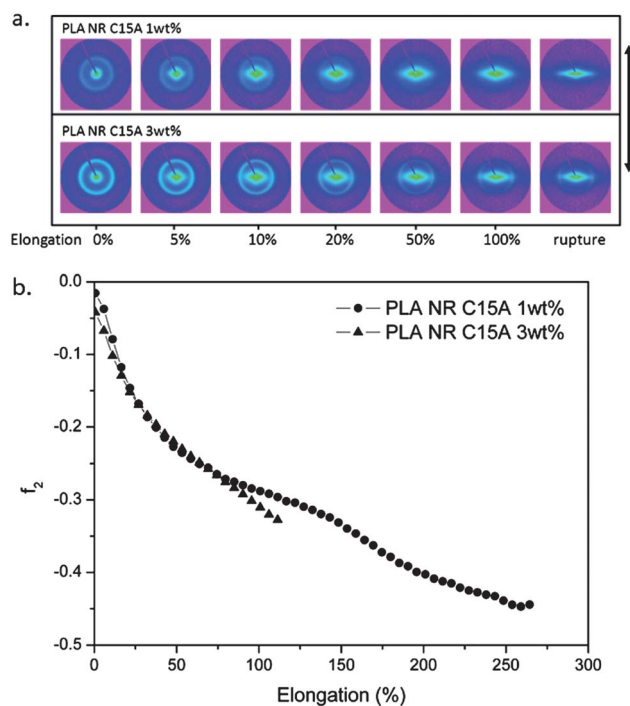 a.
PLA NR C15A 1wt%
PLA NR C15A 3wt%
Elongation 0% 5% 10% 20% 50% 100% rupture
b.
0.0
-0.1
-0.2
-0.3
-0.4
-0.5
f₂
PLA NR C15A 1wt%
PLA NR C15A 3wt%
0 50 100 150 200 250 300
Elongation (%)